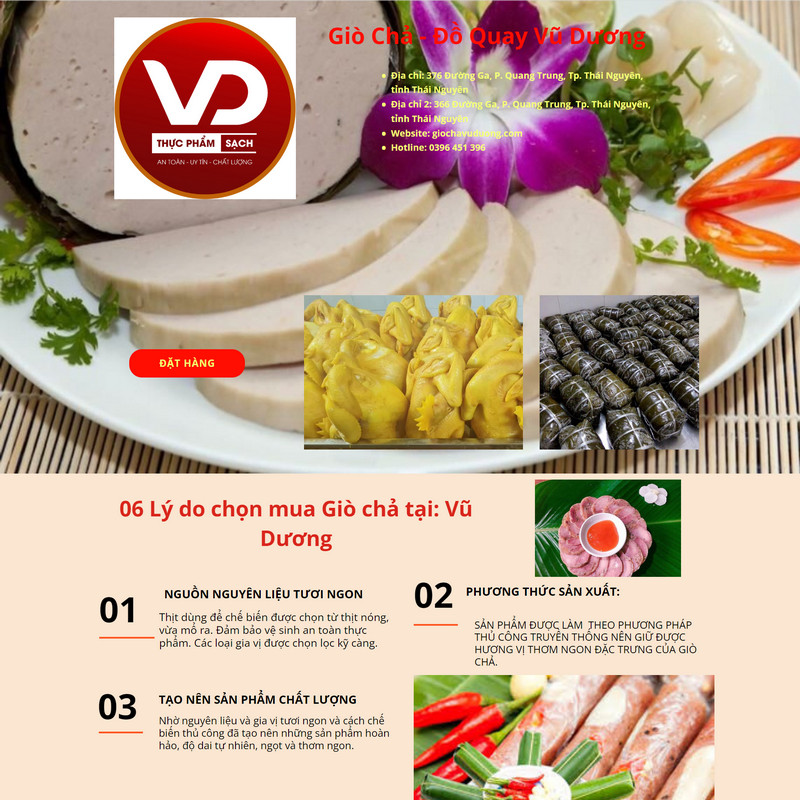 VD
THỰC PHẨM SẠCH
AN TOÀN - UY TÍN - CHẤT LƯỢNG
Giò Chả - Đồ Quay Vũ Dương
Địa chỉ: 376 Đường Ga, P. Quang Trung, Tp. Thái Nguyên,
tỉnh Thái Nguyên
Địa chỉ 2: 366 Đường Ga, P. Quang Trung, Tp. Thái Nguyên,
tỉnh Thái Nguyên
Website: giochavuduong.com
Hotline: 0396 451 396
ĐẶT HÀNG
06 Lý do chọn mua Giò chả tại: Vũ
Dương
01
NGUỒN NGUYÊN LIỆU TƯƠI NGON
Thịt dùng để chế biến được chọn từ thịt nóng,
vừa mổ ra. Đảm bảo vệ sinh an toàn thực
phẩm. Các loại gia vị được chọn lọc kỹ càng.
02
PHƯƠNG THỨC SẢN XUẤT:
SẢN PHẨM ĐƯỢC LÀM THEO PHƯƠNG PHÁP
THỦ CÔNG TRUYỀN THỐNG NÊN GIỮ ĐƯỢC
HƯƠNG VỊ THƠM NGON ĐẶC TRƯNG CỦA GIÒ
CHẢ.
03
TẠO NÊN SẢN PHẨM CHẤT LƯỢNG
Nhờ nguyên liệu và gia vị tươi ngon và cách chế
biến thủ công đã tạo nên những sản phẩm hoàn
hảo, độ dai tự nhiên, ngọt và thơm ngon.